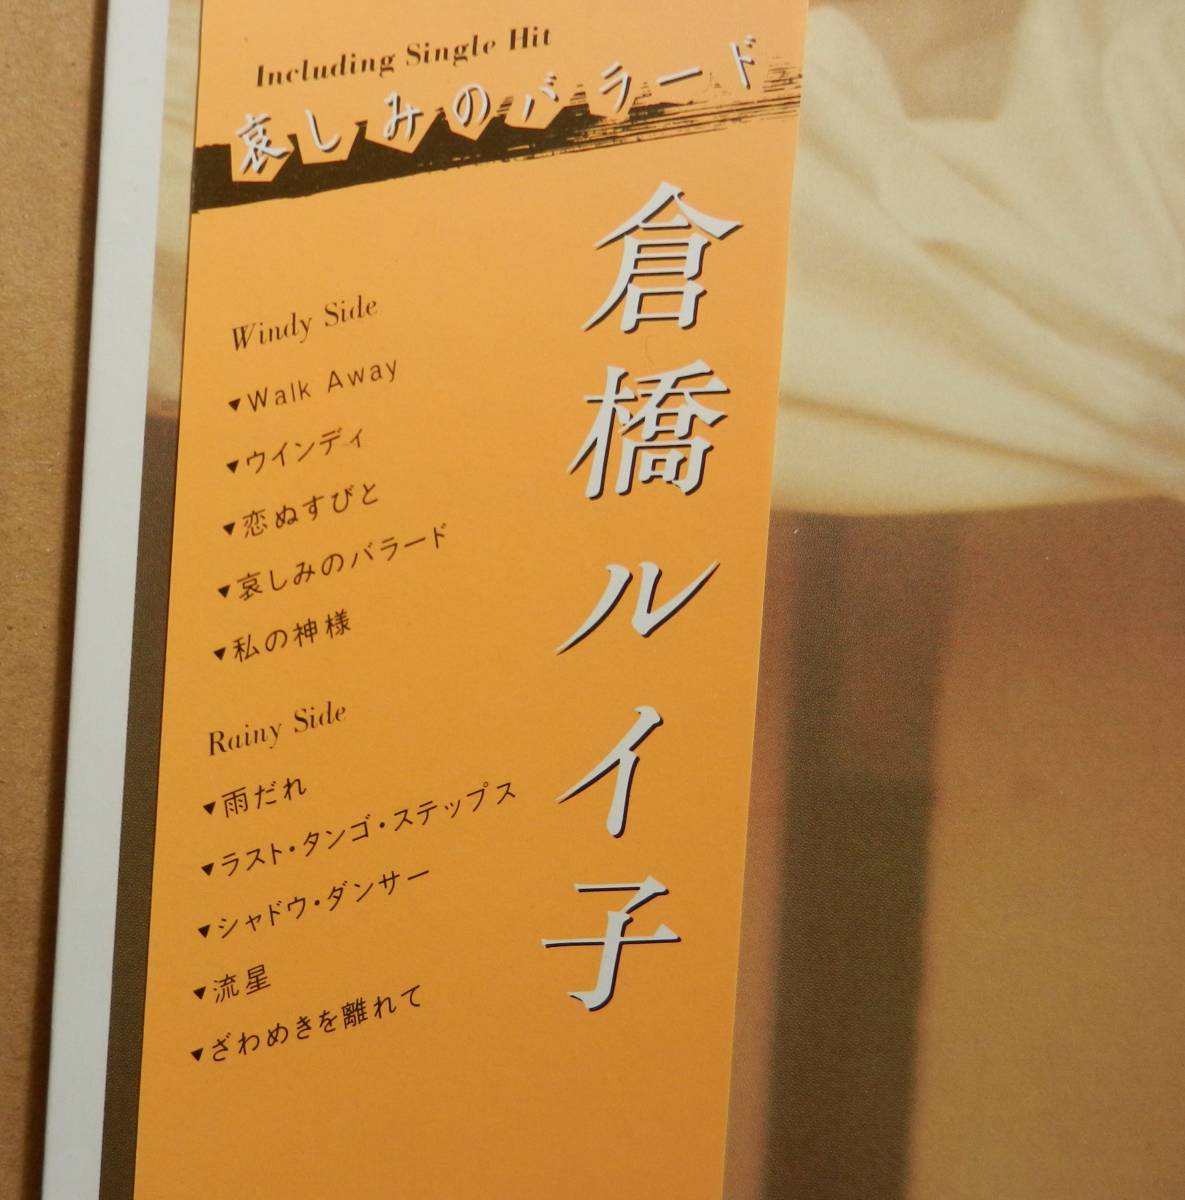 Including Single Hit
哀しみのバラード
倉橋ルイ子
Windy Side
▼Walk Away
▼ウインディ
▼恋ぬすびと
▼哀しみのバラード
▼私の神様
Rainy Side
▼雨だれ
▼ラスト・タンゴ・ステップス
▼シャドウ・ダンサー
▼流星
▼ざわめきを離れて